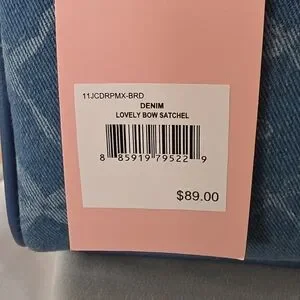 11JCDRPMX-BRD
DENIM
LOVELY BOW SATCHEL
8 85919 79522 9
$89.00